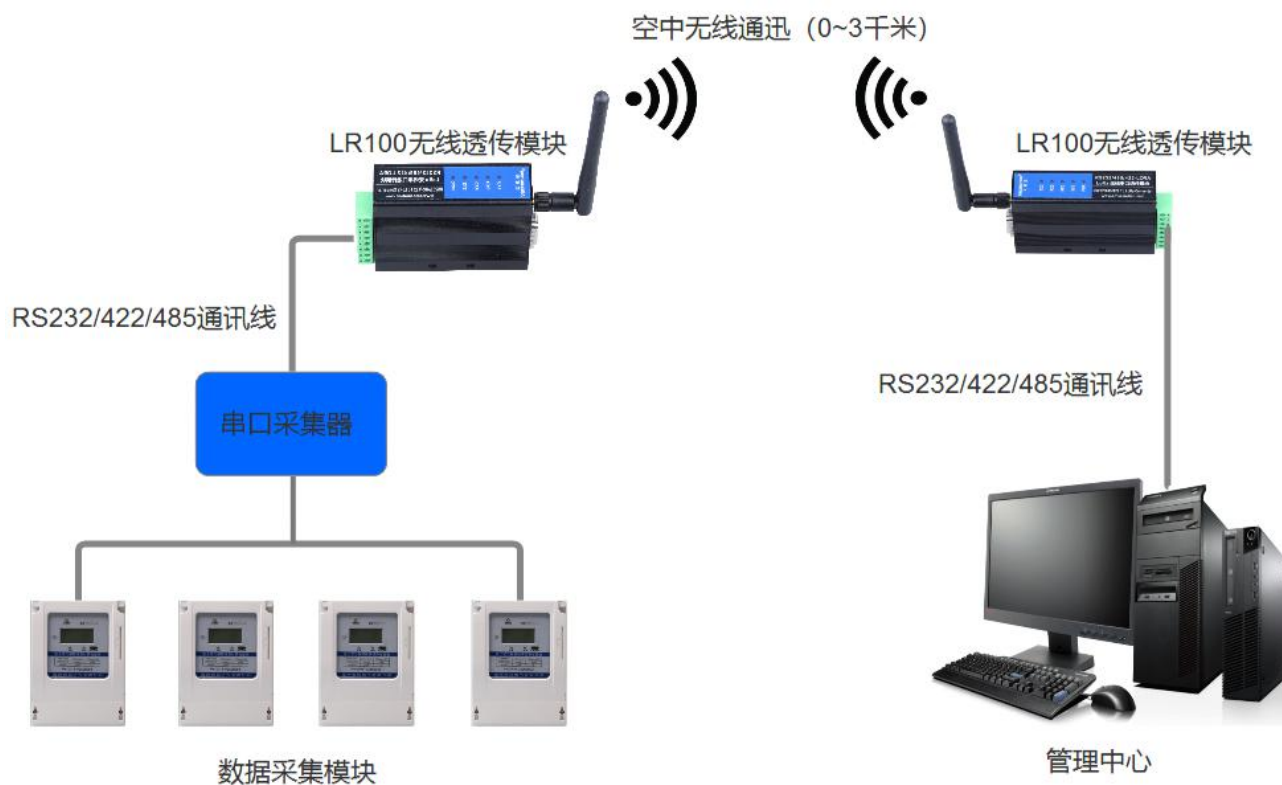 空中无线通迅（0~3千米）
LR100无线透传模块
LR100无线透传模块
RS232/422/485通讯线
RS232/422/485通讯线
串口采集器
数据采集模块
管理中心